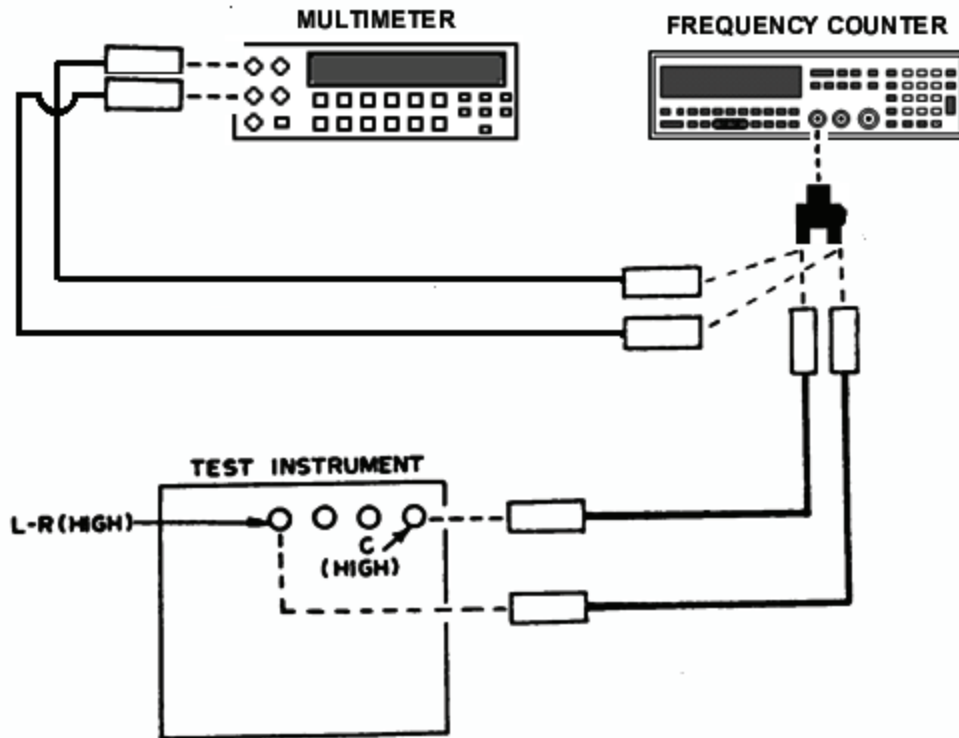 MULTIMETER
FREQUENCY COUNTER
TEST INSTRUMENT
L-R(HIGH)
C
(HIGH)